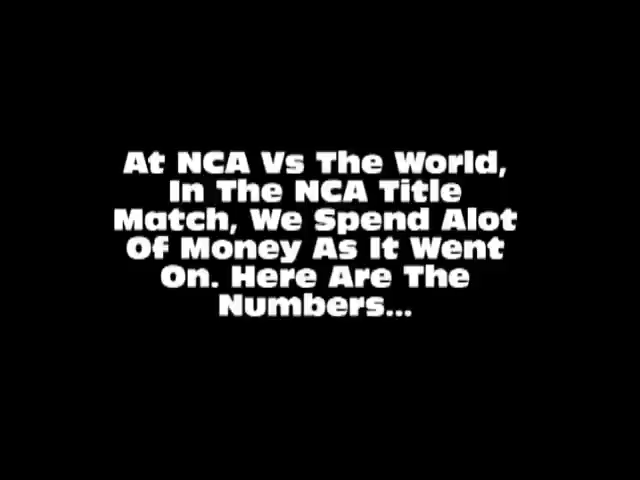 At NCA Vs The World,
In The NCA Title
Match, We Spend Alot
Of Money As It Went
On. Here Are The
Numbers...